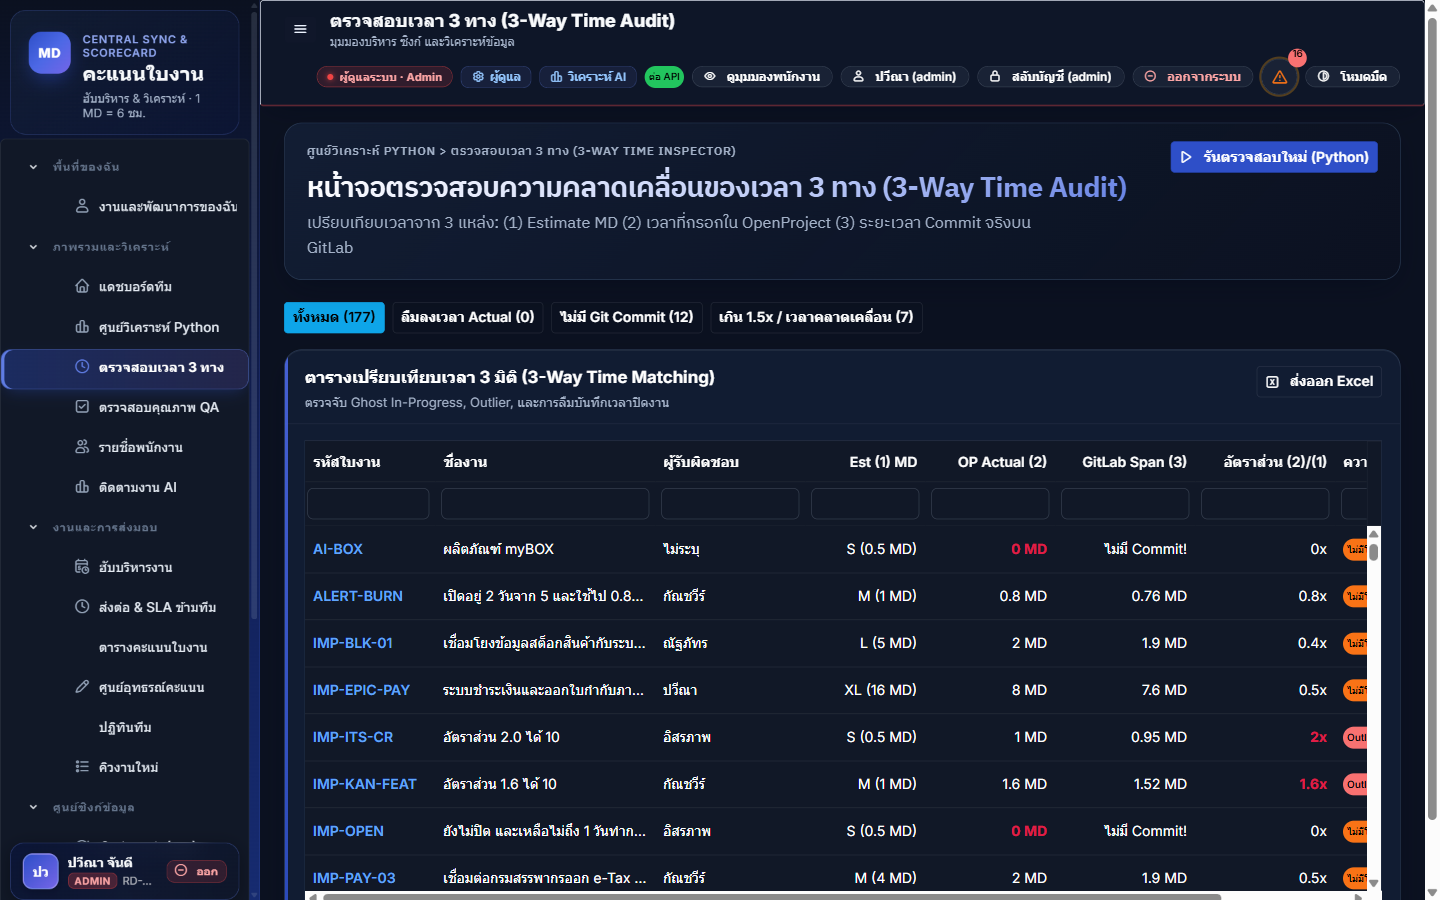 MD
CENTRAL SYNC &
SCORECARD
คะแนนใบงาน
ฮับบริหาร & วิเคราะห์ · 1
MD = 6 ชม.
พื้นที่ของฉัน
งานและพัฒนาการของฉัน
ภาพรวมและวิเคราะห์
แดชบอร์ดทีม
ศูนย์วิเคราะห์ Python
ตรวจสอบเวลา 3 ทาง
ตรวจสอบคุณภาพ QA
รายชื่อพนักงาน
ติดตามงาน AI
งานและการส่งมอบ
ฮับบริหารงาน
ส่งต่อ & SLA ข้ามทีม
ตารางคะแนนใบงาน
ศูนย์อุทธรณ์คะแนน
ปฏิทินทีม
คิวงานใหม่
ศูนย์ซิงก์ข้อมูล
ปว
ปวีณา จันดี
ADMIN RD-...
ออก
ตรวจสอบเวลา 3 ทาง (3-Way Time Audit)
มุมมองบริหาร ซิงก์ และวิเคราะห์ข้อมูล
ผู้ดูแลระบบ · Admin
ผู้ดูแล
วิเคราะห์ AI
ต่อ API
ดูมุมมองพนักงาน
ปวีณา (admin)
สลับบัญชี (admin)
ออกจากระบบ
16
โหมดมืด
ศูนย์วิเคราะห์ PYTHON > ตรวจสอบเวลา 3 ทาง (3-WAY TIME INSPECTOR)
หน้าจอตรวจสอบความคลาดเคลื่อนของเวลา 3 ทาง (3-Way Time Audit)
เปรียบเทียบเวลาจาก 3 แหล่ง: (1) Estimate MD (2) เวลาที่กรอกใน OpenProject (3) ระยะเวลา Commit จริงบน
GitLab
รันตรวจสอบใหม่ (Python)
ทั้งหมด (177)
ลืมลงเวลา Actual (0)
ไม่มี Git Commit (12)
เกิน 1.5x / เวลาคลาดเคลื่อน (7)
ตารางเปรียบเทียบเวลา 3 มิติ (3-Way Time Matching)
ตรวจจับ Ghost In-Progress, Outlier, และการลืมบันทึกเวลาปิดงาน
ส่งออก Excel
รหัสใบงาน ชื่องาน ผู้รับผิดชอบ Est (1) MD OP Actual (2) GitLab Span (3) อัตราส่วน (2)/(1) ควา
AI-BOX ผลิตภัณฑ์ myBOX ไม่ระบุ S (0.5 MD) 0 MD ไม่มี Commit! 0x ไม่มี
ALERT-BURN เปิดอยู่ 2 วันจาก 5 และใช้ไป 0.8... กัณชวีร์ M (1 MD) 0.8 MD 0.76 MD 0.8x ไม่มี
IMP-BLK-01 เชื่อมโยงข้อมูลสต็อกสินค้ากับระบ... ณัฐภัทร L (5 MD) 2 MD 1.9 MD 0.4x ไม่มี
IMP-EPIC-PAY ระบบชำระเงินและออกใบกำกับภา... ปวีณา XL (16 MD) 8 MD 7.6 MD 0.5x ไม่มี
IMP-ITS-CR อัตราส่วน 2.0 ได้ 10 อิสรภาพ S (0.5 MD) 1 MD 0.95 MD 2x Outl
IMP-KAN-FEAT อัตราส่วน 1.6 ได้ 10 กัณชวีร์ M (1 MD) 1.6 MD 1.52 MD 1.6x Outl
IMP-OPEN ยังไม่ปิด และเหลือไม่ถึง 1 วันทำก... อิสรภาพ S (0.5 MD) 0 MD ไม่มี Commit! 0x ไม่มี
IMP-PAY-03 เชื่อมต่อกรมสรรพากรออก e-Tax ... กัณชวีร์ M (4 MD) 2 MD 1.9 MD 0.5x ไม่มี